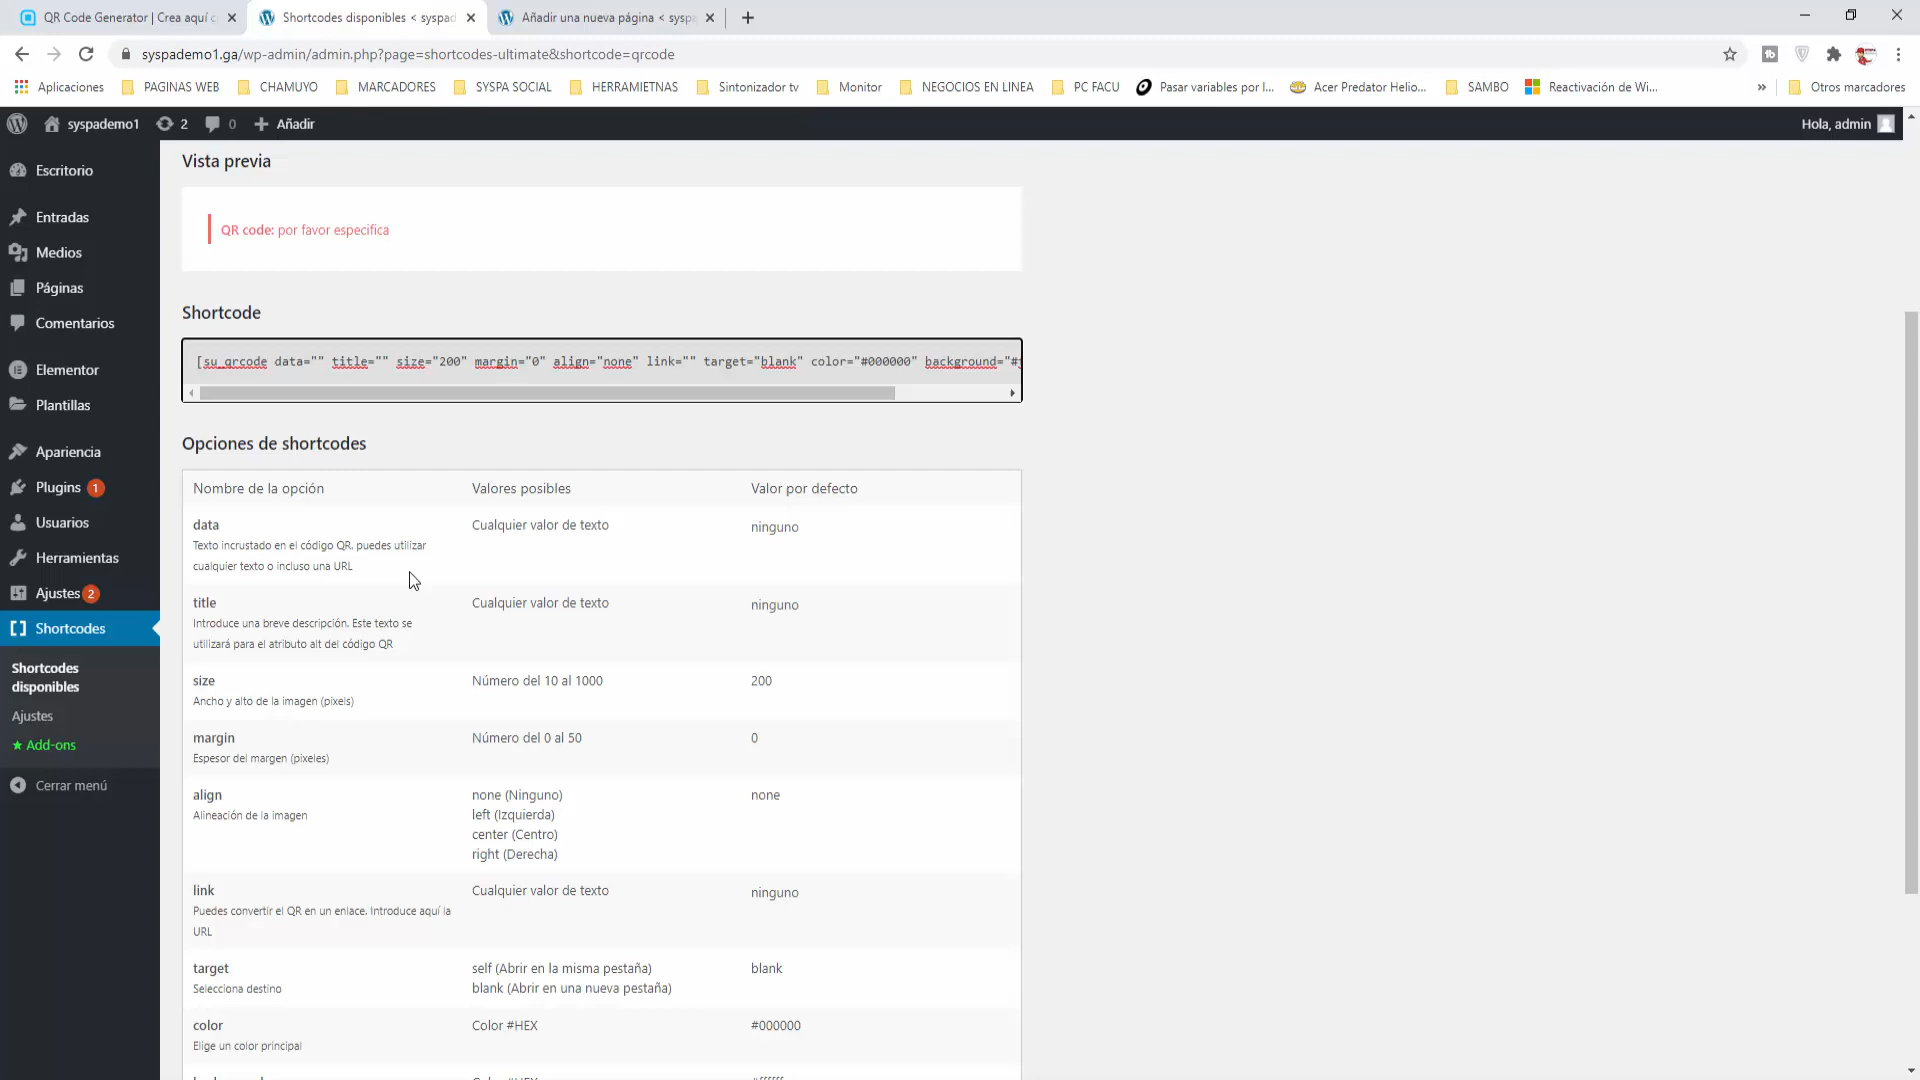 QR Code Generator | Crea aquí c
Shortcodes disponibles < syspad
Añadir una nueva página < syspe
syspademo1.ga/wp-admin/admin.php?page=shortcodes-ultimate&shortcode=qrcode
Aplicaciones
PAGINAS WEB
CHAMUYO
MARCADORES
SYSPA SOCIAL
HERRAMIETNAS
Sintonizador tv
Monitor
NEGOCIOS EN LINEA
PC FACU
Pasar variables por l...
Acer Predator Helio...
SAMBO
Reactivación de Wi...
»
Otros marcadores
syspademo1
2
0
Añadir
Hola, admin
Escritorio
Entradas
Medios
Páginas
Comentarios
Elementor
Plantillas
Apariencia
Plugins 1
Usuarios
Herramientas
Ajustes 2
Shortcodes
Shortcodes
disponibles
Ajustes
★ Add-ons
Cerrar menú
Vista previa
QR code: por favor especifica
Shortcode
[su_qrcode data="" title="" size="200" margin="0" align="none" link="" target="blank" color="#000000" background="#
Opciones de shortcodes
Nombre de la opción Valores posibles Valor por defecto
data Cualquier valor de texto ninguno
Texto incrustado en el código QR. puedes utilizar
cualquier texto o incluso una URL
title Cualquier valor de texto ninguno
Introduce una breve descripción. Este texto se
utilizará para el atributo alt del código QR
size Número del 10 al 1000 200
Ancho y alto de la imagen (pixels)
margin Número del 0 al 50 0
Espesor del margen (pixeles)
align none (Ninguno) none
Alineación de la imagen left (Izquierda)
center (Centro)
right (Derecha)
link Cualquier valor de texto ninguno
Puedes convertir el QR en un enlace. Introduce aquí la
URL
target self (Abrir en la misma pestaña) blank
Selecciona destino blank (Abrir en una nueva pestaña)
color Color #HEX #000000
Elige un color principal